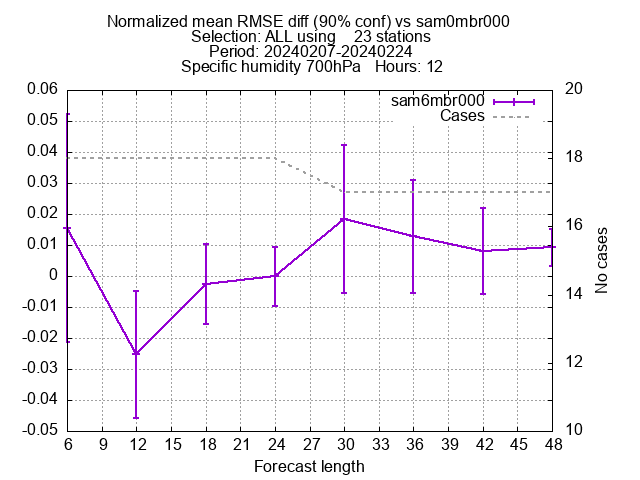 Normalized mean RMSE diff (90% conf) vs sam0mbr000
Selection: ALL using    23 stations
Period: 20240207-20240224
Specific humidity 700hPa   Hours: 12
sam6mbr000
Cases
0.06
0.05
0.04
0.03
0.02
0.01
0
-0.01
-0.02
-0.03
-0.04
-0.05
20
18
16
14
12
10
No cases
6 9 12 15 18 21 24 27 30 33 36 39 42 45 48
Forecast length